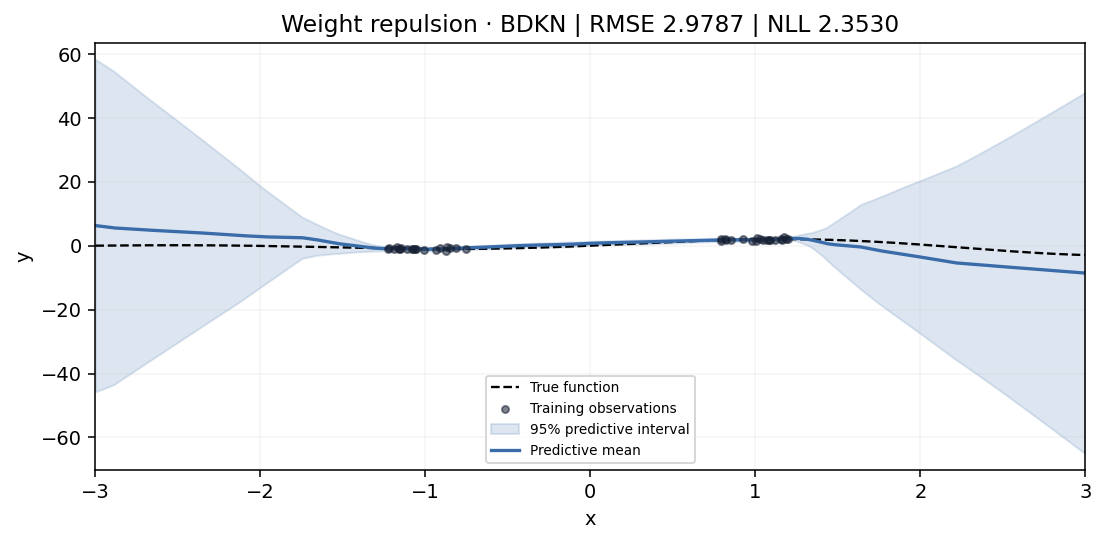 Weight repulsion · BDKN | RMSE 2.9787 | NLL 2.3530
60
40
20
0
−20
−40
−60
y
True function
Training observations
95% predictive interval
Predictive mean
−3 −2 −1 0 1 2 3
x